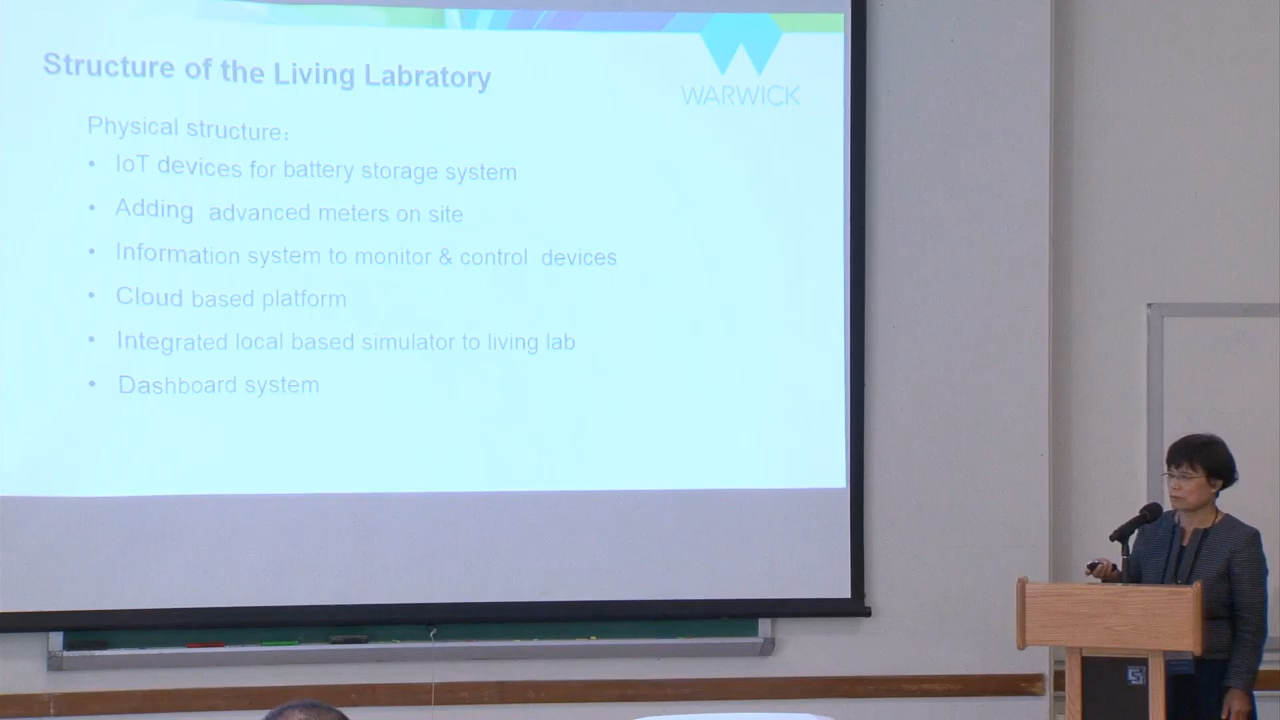 Structure of the Living Labratory
WARWICK
Physical structure:
• IoT devices for battery storage system
• Adding advanced meters on site
• Information system to monitor & control devices
• Cloud based platform
• Integrated local based simulator to living lab
• Dashboard system